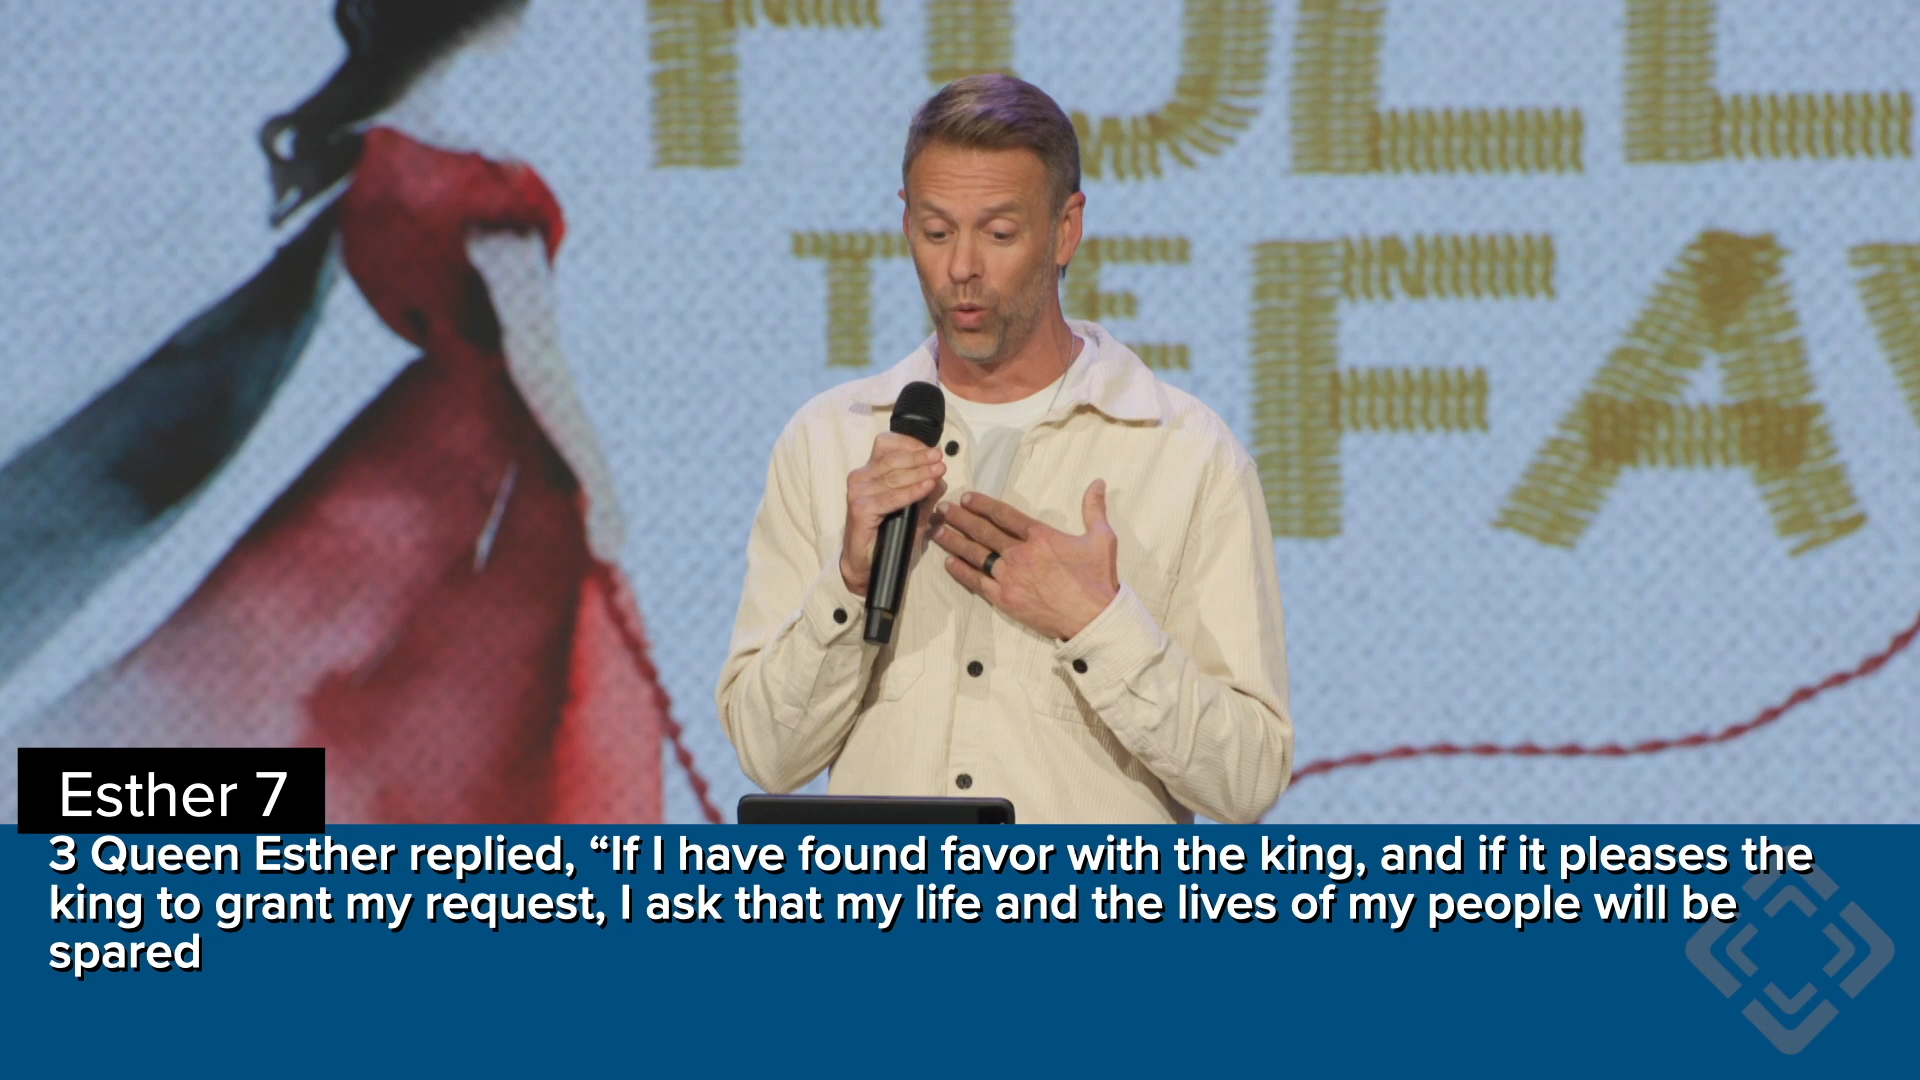 THE
Esther 7
3 Queen Esther replied, “If I have found favor with the king, and if it pleases the
king to grant my request, I ask that my life and the lives of my people will be
spared